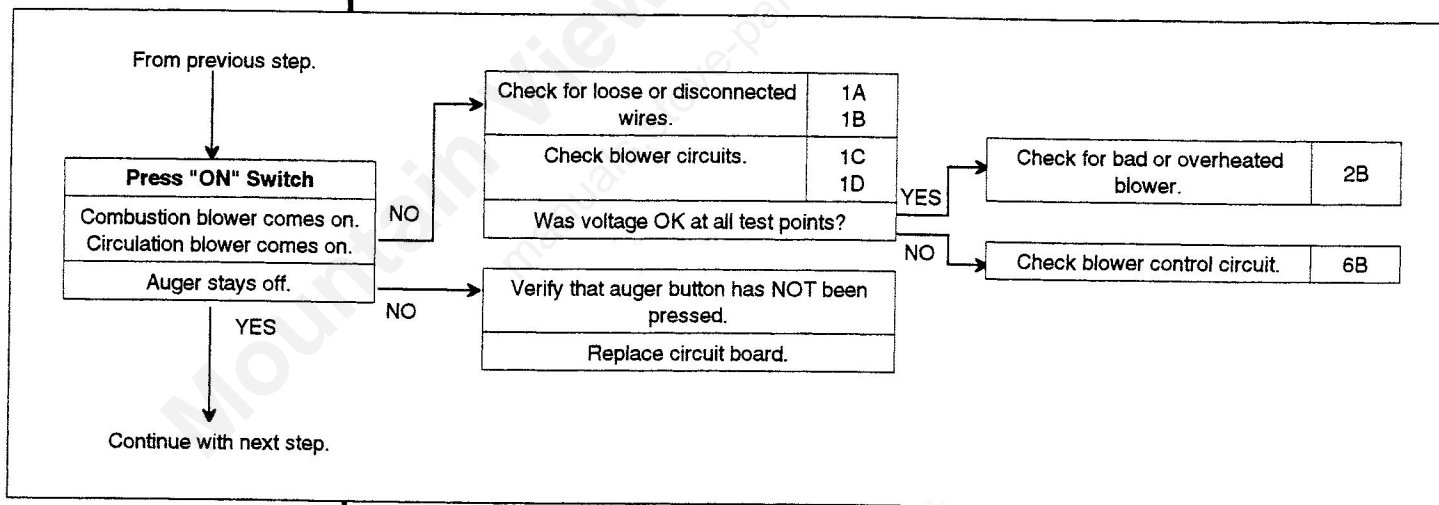 From previous step.
Press "ON" Switch
Combustion blower comes on.
Circulation blower comes on.
Auger stays off.
NO
NO
YES
Continue with next step.
Check for loose or disconnected
wires.
1A
1B
Check blower circuits.
1C
1D
Was voltage OK at all test points?
YES
NO
Check for bad or overheated
blower.
2B
Check blower control circuit.
6B
Verify that auger button has NOT been
pressed.
Replace circuit board.
Mountain View